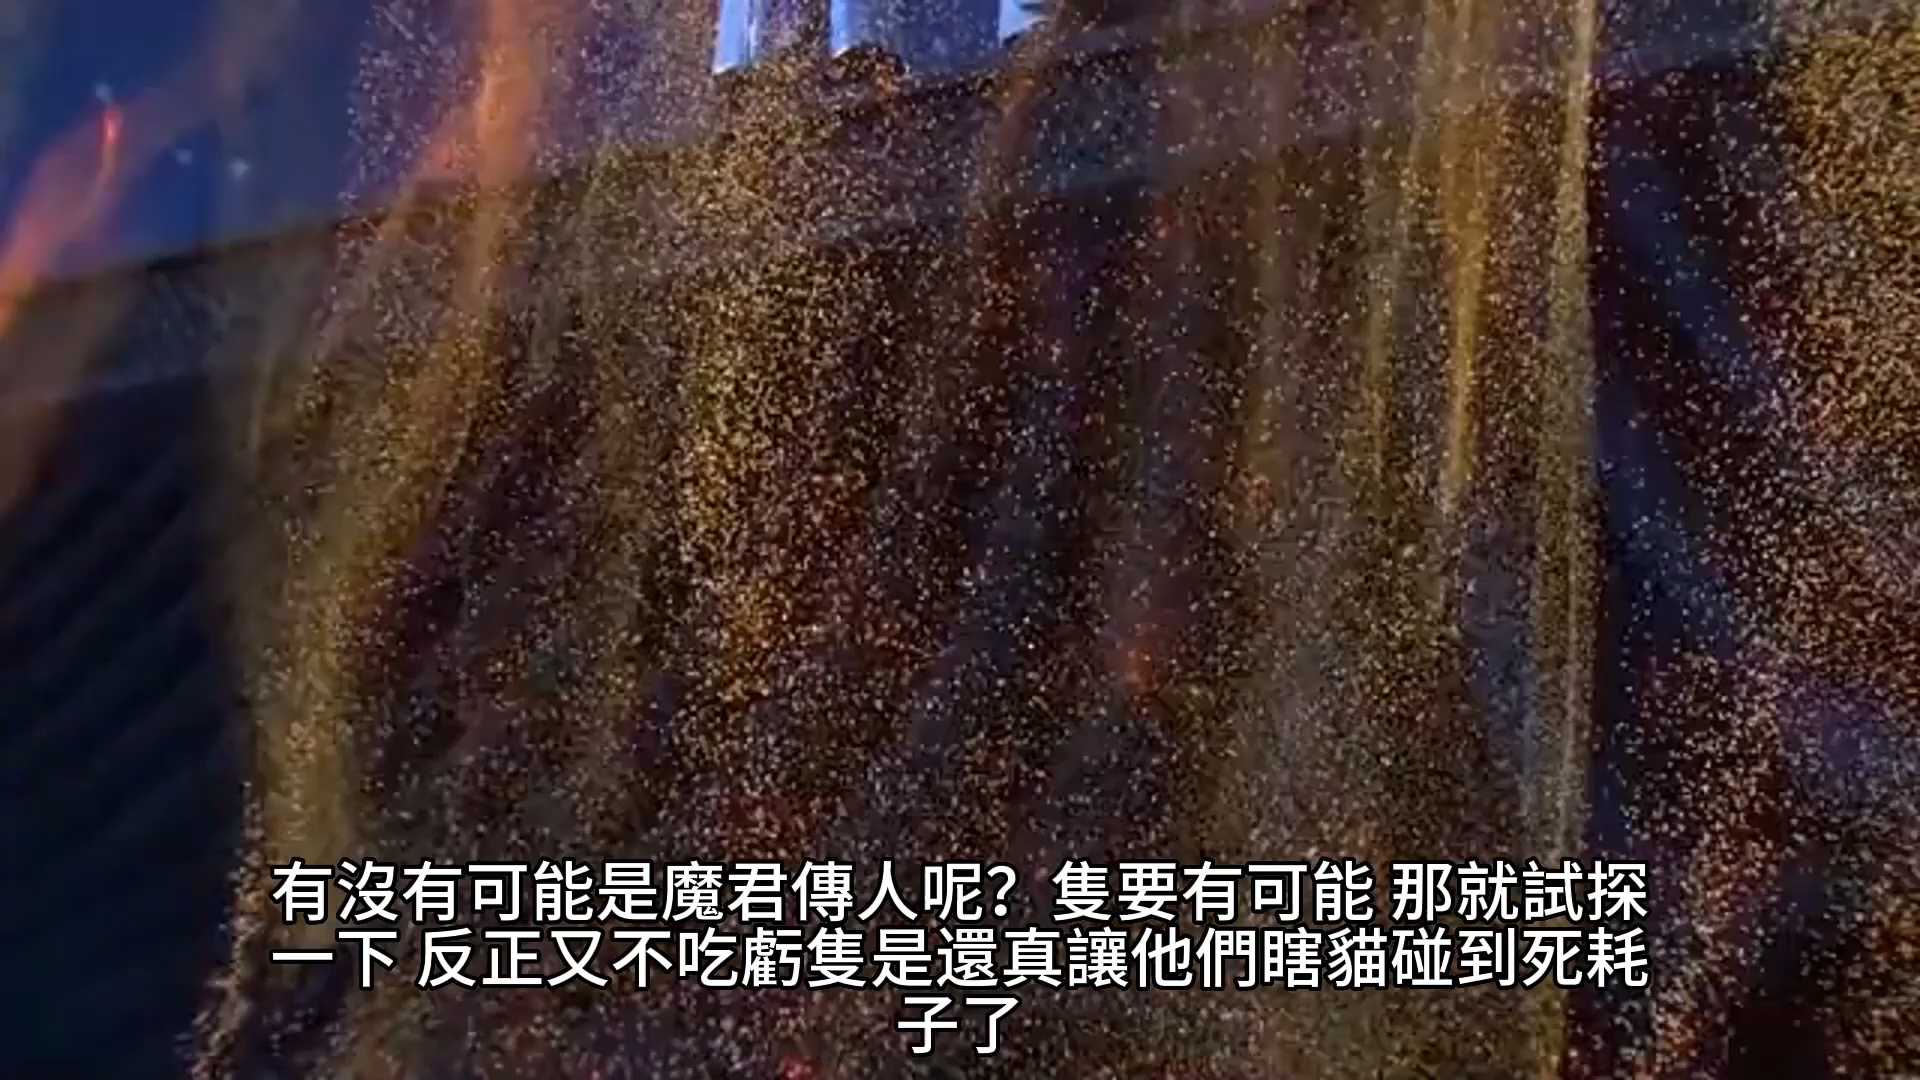 有沒有可能是魔君傳人呢？隻要有可能 那就試探
一下 反正又不吃虧隻是還真讓他們瞎貓碰到死耗
子了